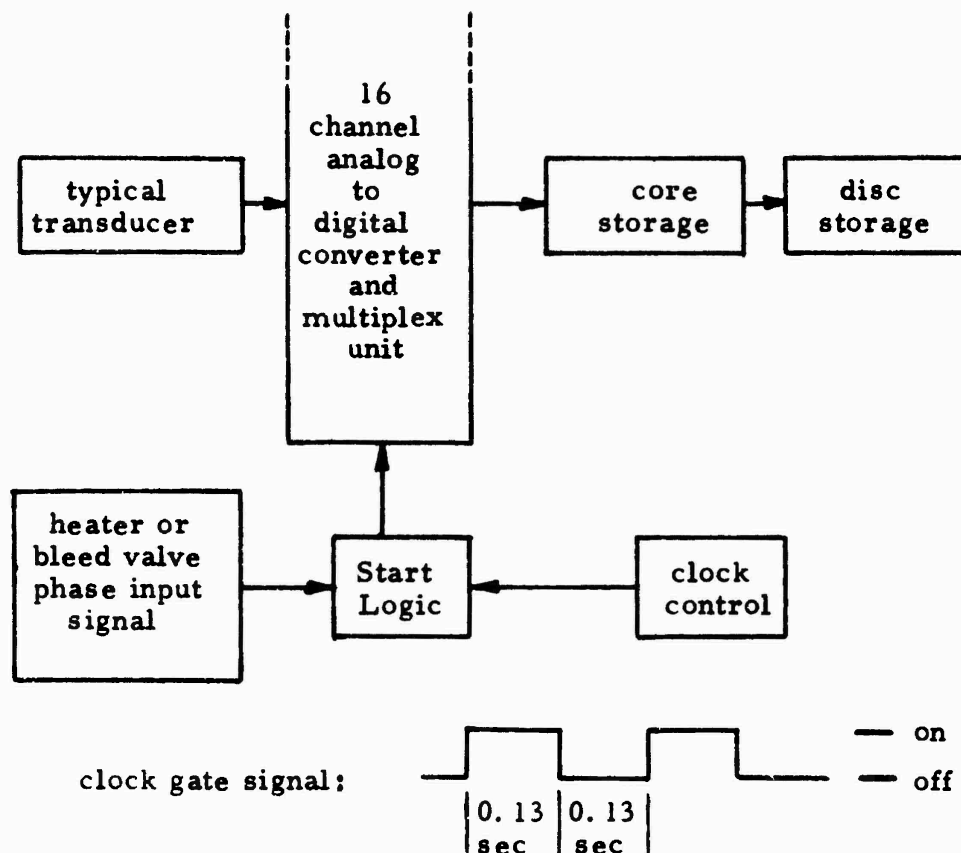 16
channel
analog
to
digital
converter
and
multiplex
unit
typical
transducer
core
storage
disc
storage
heater or
bleed valve
phase input
signal
Start
Logic
clock
control
clock gate signal:
on
off
0.13
sec
0.13
sec